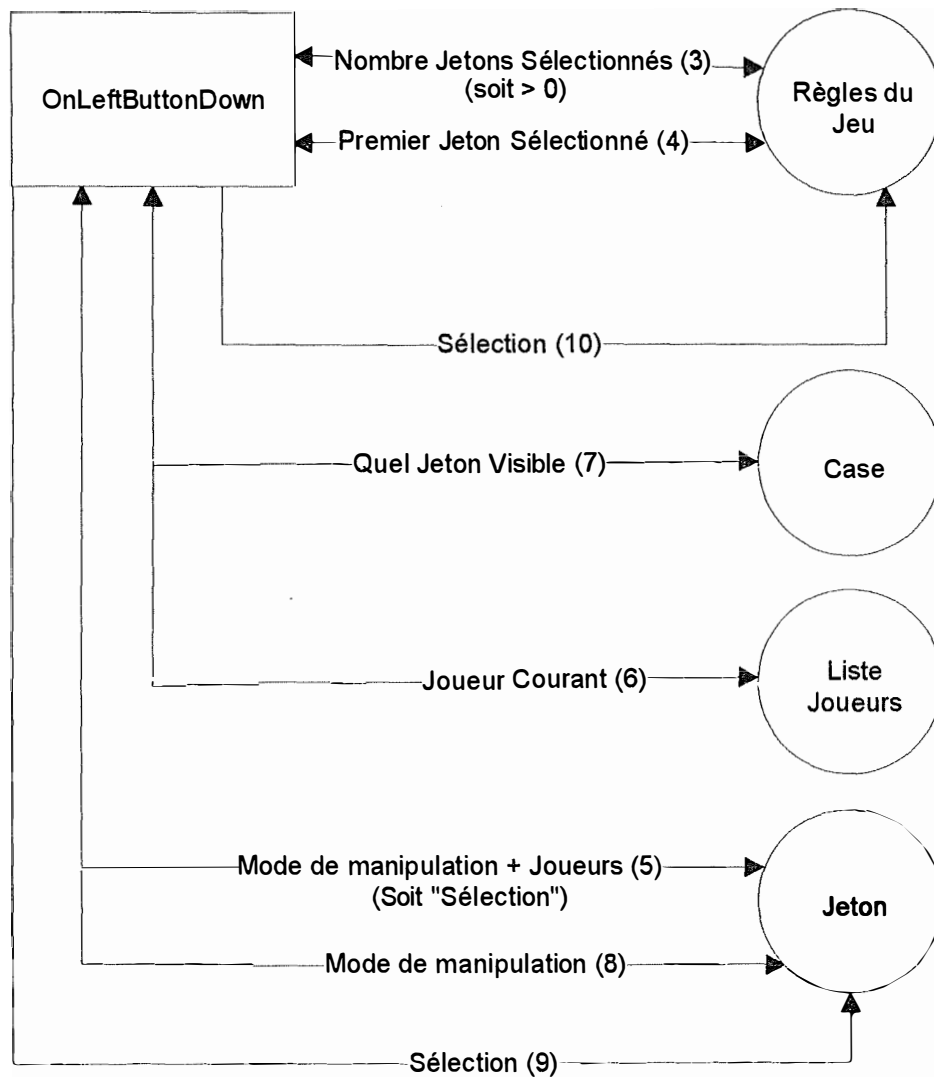 OnLeftButtonDown
Nombre Jetons Sélectionnés (3)
(soit > 0)
Premier Jeton Sélectionné (4)
Règles du
Jeu
Sélection (10)
Quel Jeton Visible (7)
Case
Joueur Courant (6)
Liste
Joueurs
Mode de manipulation + Joueurs (5)
(Soit "Sélection")
Jeton
Mode de manipulation (8)
Sélection (9)